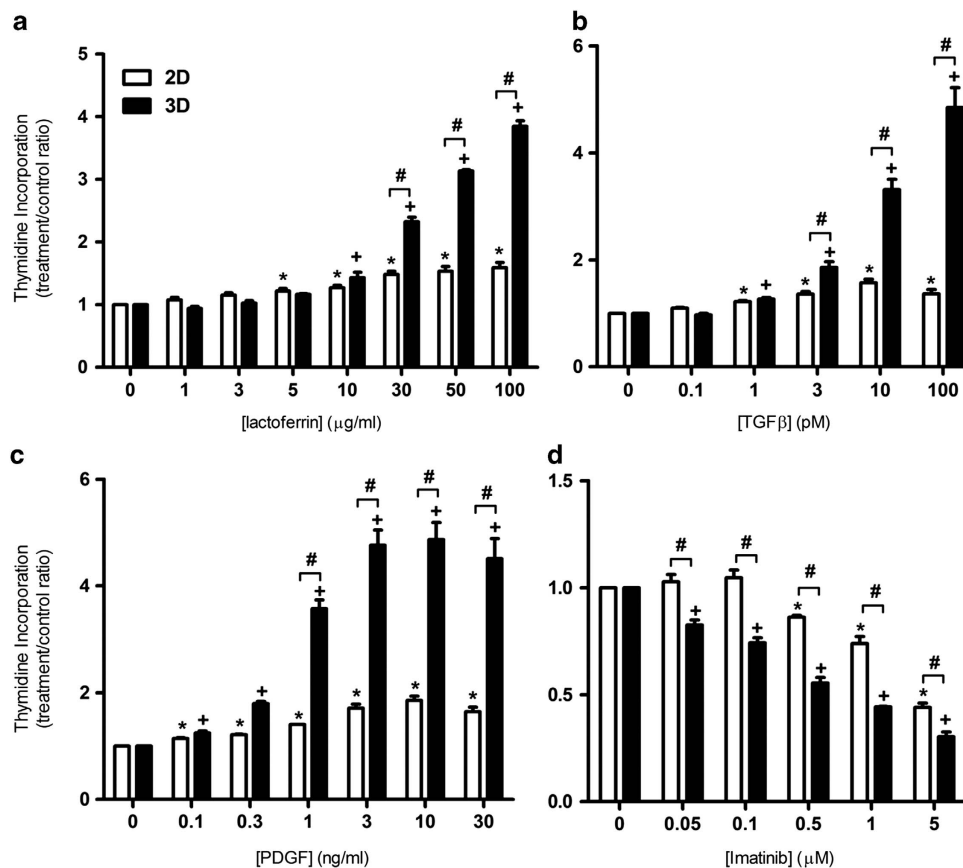 a
Thymidine Incorporation
(treatment/control ratio)
5
4
3
2
1
0
2D
3D
* * * * *
+ + + +
# # #
0 1 3 5 10 30 50 100
[lactoferrin] (μg/ml)
b
6
4
2
0
* * * *
+ + + +
# # #
0 0.1 1 3 10 100
[TGFβ] (pM)
c
Thymidine Incorporation
(treatment/control ratio)
6
4
2
0
* * * * * *
+ + + + + +
# # # #
0 0.1 0.3 1 3 10 30
[PDGF] (ng/ml)
d
1.5
1.0
0.5
0.0
* * *
+ + + + +
# # # # #
0 0.05 0.1 0.5 1 5
[Imatinib] (μM)